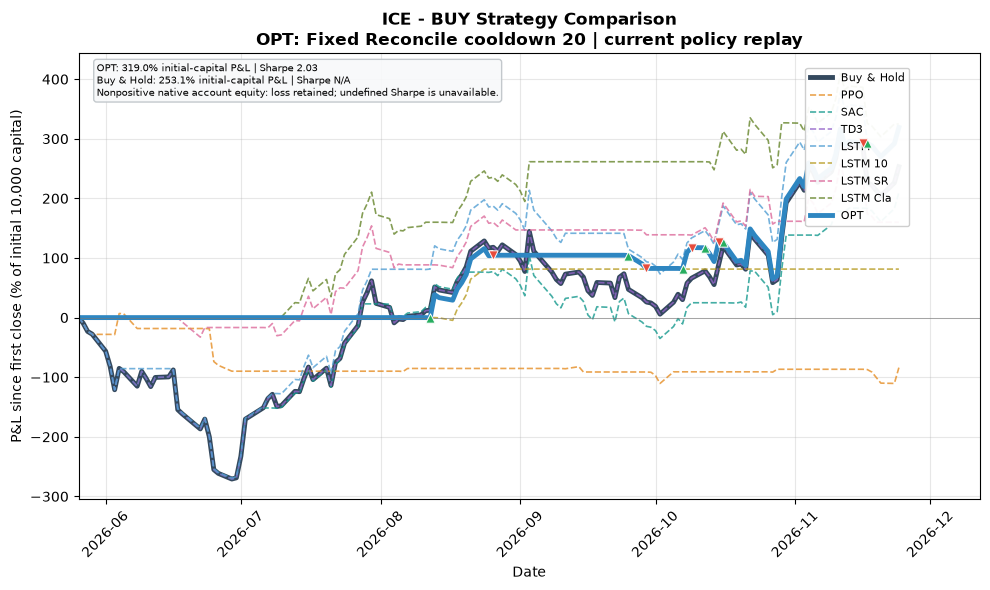 ICE - BUY Strategy Comparison
OPT: Fixed Reconcile cooldown 20 | current policy replay
OPT: 319.0% initial-capital P&L | Sharpe 2.03
Buy & Hold: 253.1% initial-capital P&L | Sharpe N/A
Nonpositive native account equity: loss retained; undefined Sharpe is unavailable.
Buy & Hold
PPO
SAC
TD3
LSTM
LSTM 10
LSTM SR
LSTM Cla
OPT
P&L since first close (% of initial 10,000 capital)
400
300
200
100
0
−100
−200
−300
2026-06
2026-07
2026-08
2026-09
2026-10
2026-11
2026-12
Date